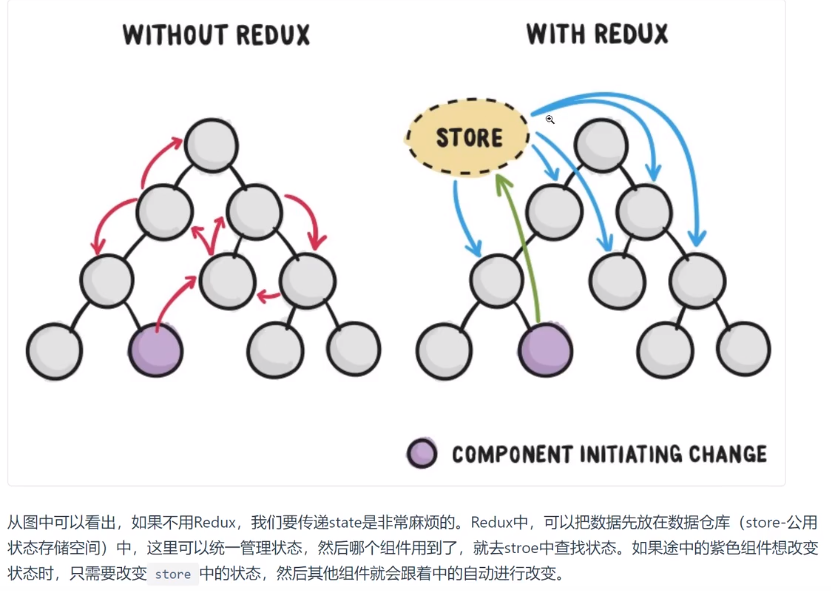 WITHOUT REDUX
WITH REDUX
STORE
COMPONENT INITIATING CHANGE
从图中可以看出，如果不用Redux，我们要传递state是非常麻烦的。Redux中，可以把数据先放在数据仓库（store-公用
状态存储空间）中，这里可以统一管理状态，然后哪个组件用到了，就去stroe中查找状态。如果途中的紫色组件想改变
状态时，只需要改变 store 中的状态，然后其他组件就会跟着中的自动进行改变。